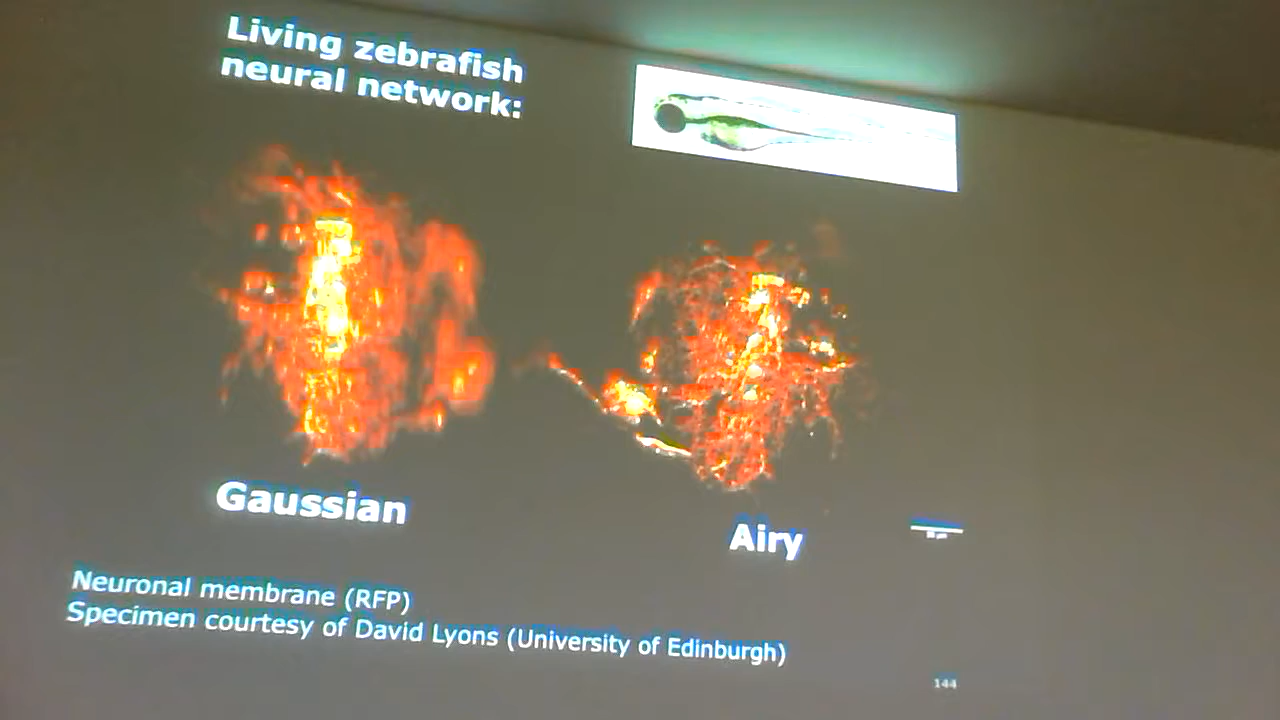 Living zebrafish
neural network:
Gaussian
Airy
Neuronal membrane (RFP)
Specimen courtesy of David Lyons (University of Edinburgh)
144